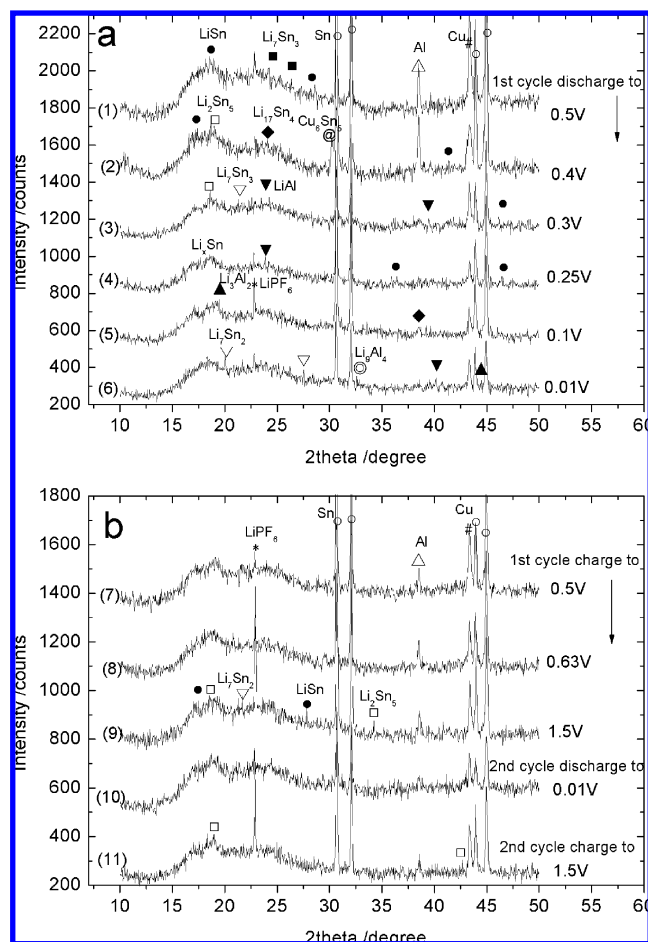 a
LiSn
Li7Sn3
Sn
Al
Cu
#
1st cycle discharge to
Li2Sn5
Li17Sn4
Cu6Sn5
@
Li7Sn3
LiAl
LixSn
Li3Al2
* LiPF6
Li7Sn2
Li9Al4
(1)
0.5V
(2)
0.4V
(3)
0.3V
(4)
0.25V
(5)
0.1V
(6)
0.01V
2200
2000
1800
1600
1400
1200
1000
800
600
400
200
Intensity /counts
10 15 20 25 30 35 40 45 50 55 60
2theta /degree
b
Sn
Cu
#
LiPF6
*
Al
1st cycle charge to
(7)
0.5V
(8)
0.63V
Li7Sn2
LiSn
Li2Sn5
(9)
1.5V
2nd cycle discharge to
(10)
0.01V
2nd cycle charge to
(11)
1.5V
1800
1600
1400
1200
1000
800
600
400
200
Intensity /counts
10 15 20 25 30 35 40 45 50 55 60
2theta /degree